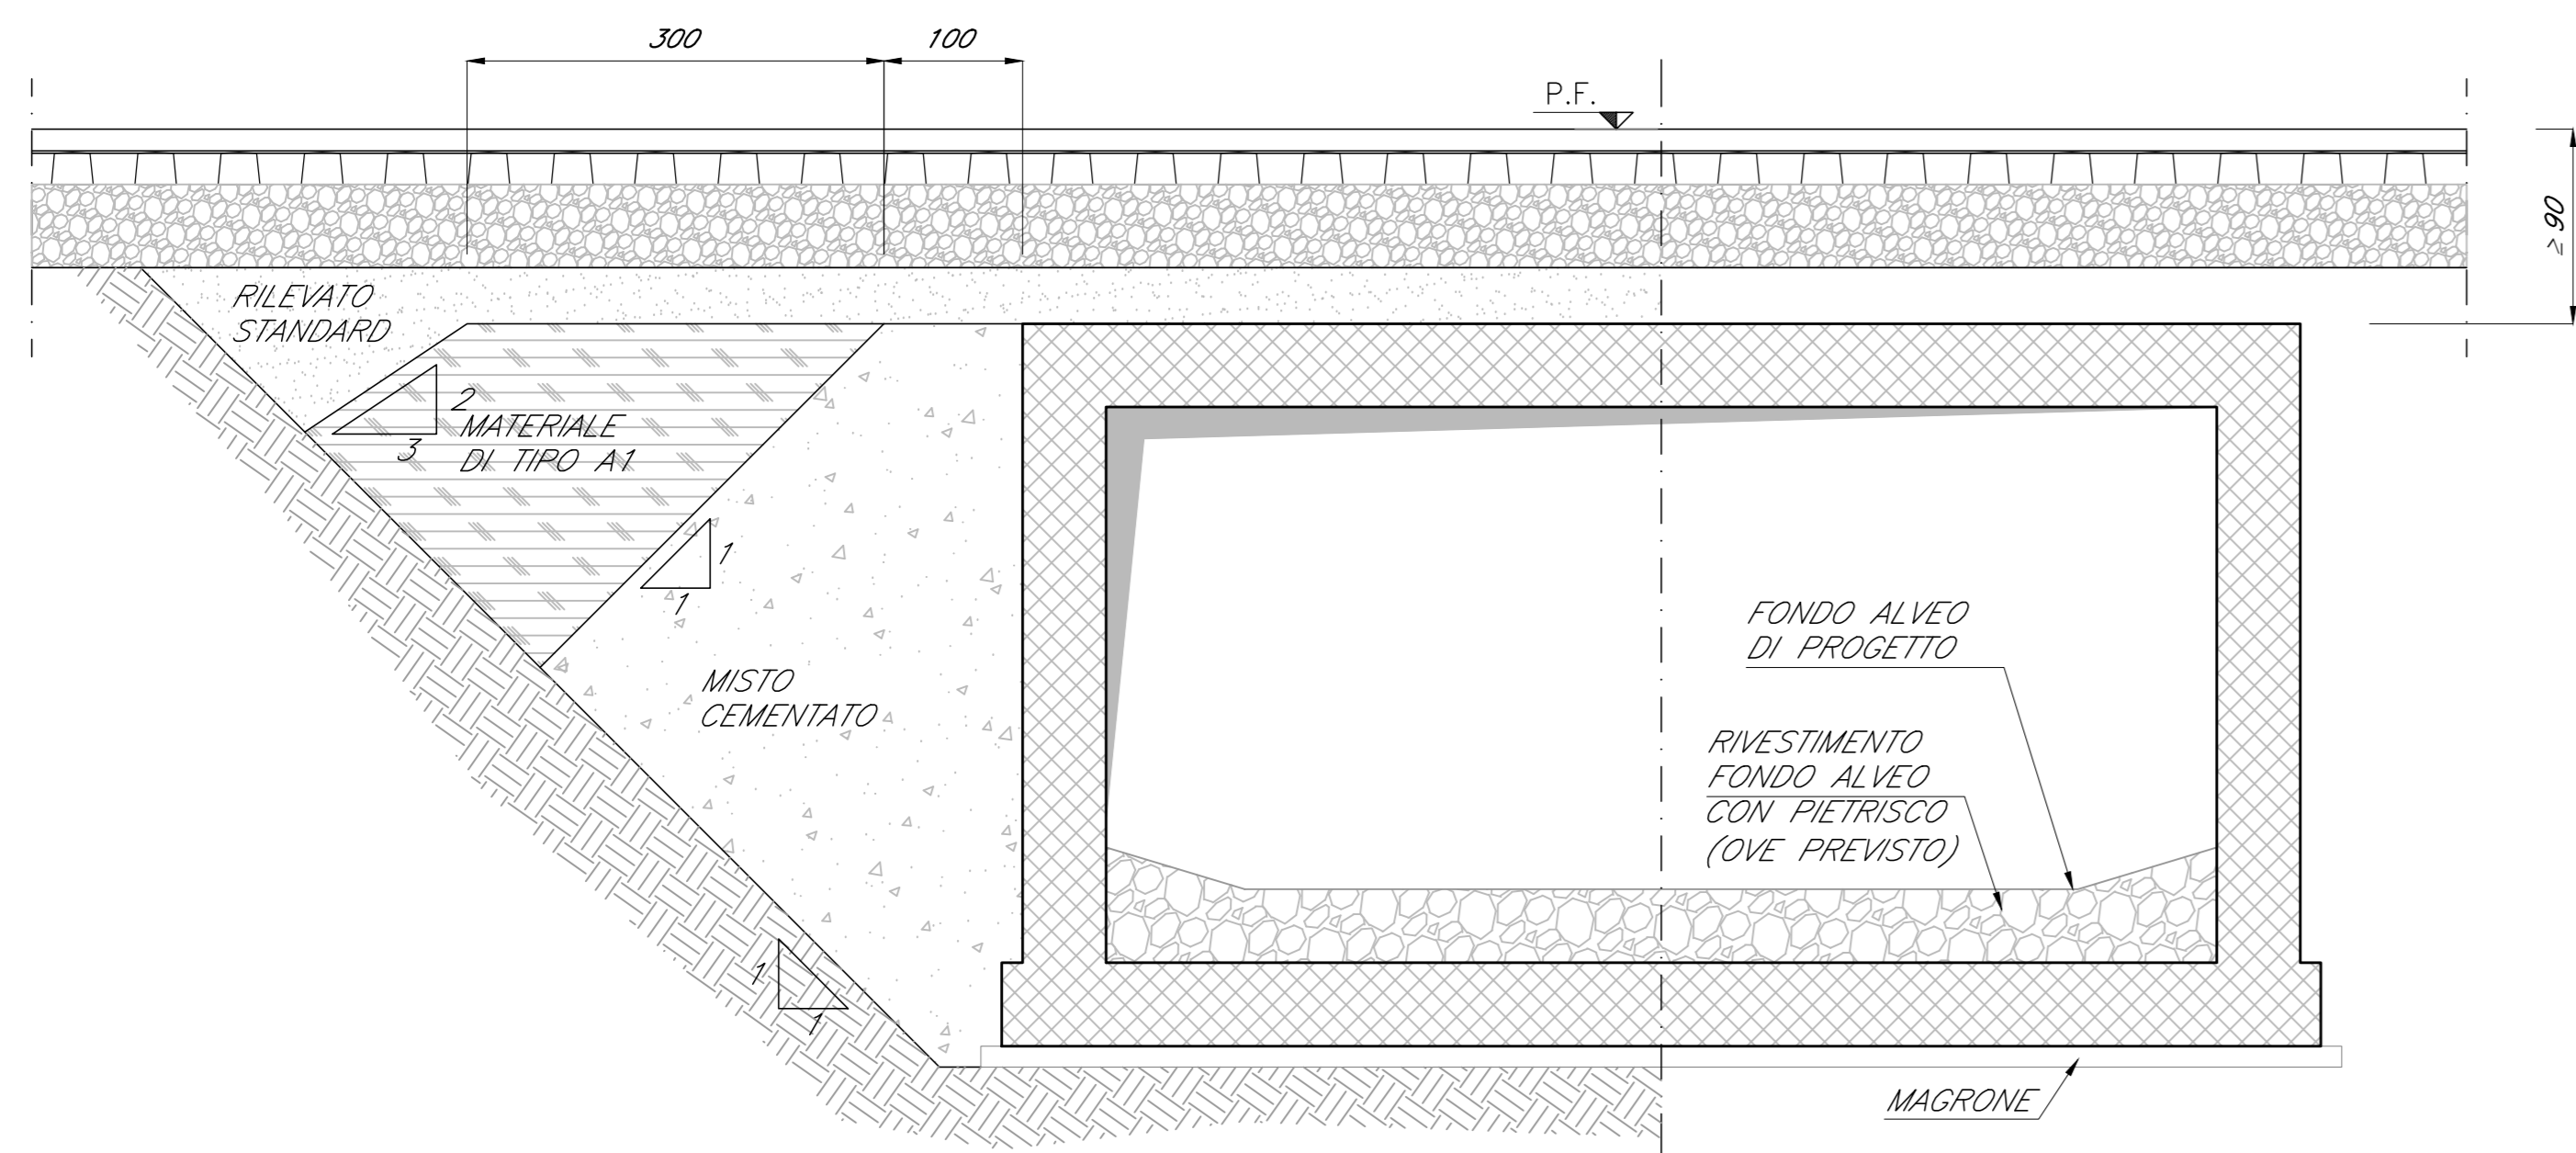 300
100
P.F.
≥90
RILEVATO
STANDARD
2
3
MATERIALE
DI TIPO A1
1
1
MISTO
CEMENTATO
FONDO ALVEO
DI PROGETTO
RIVESTIMENTO
FONDO ALVEO
CON PIETRISCO
(OVE PREVISTO)
1
1
MAGRONE